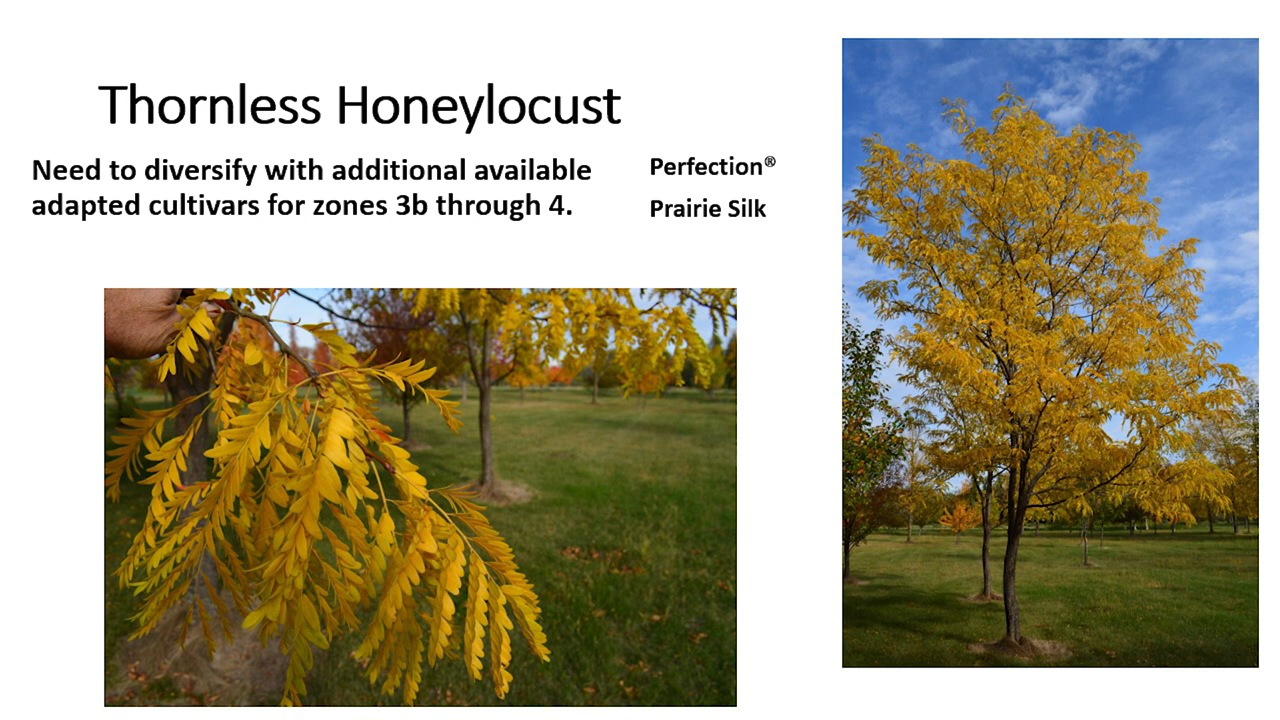 Thornless Honeylocust
Need to diversify with additional available
adapted cultivars for zones 3b through 4.
Perfection®
Prairie Silk